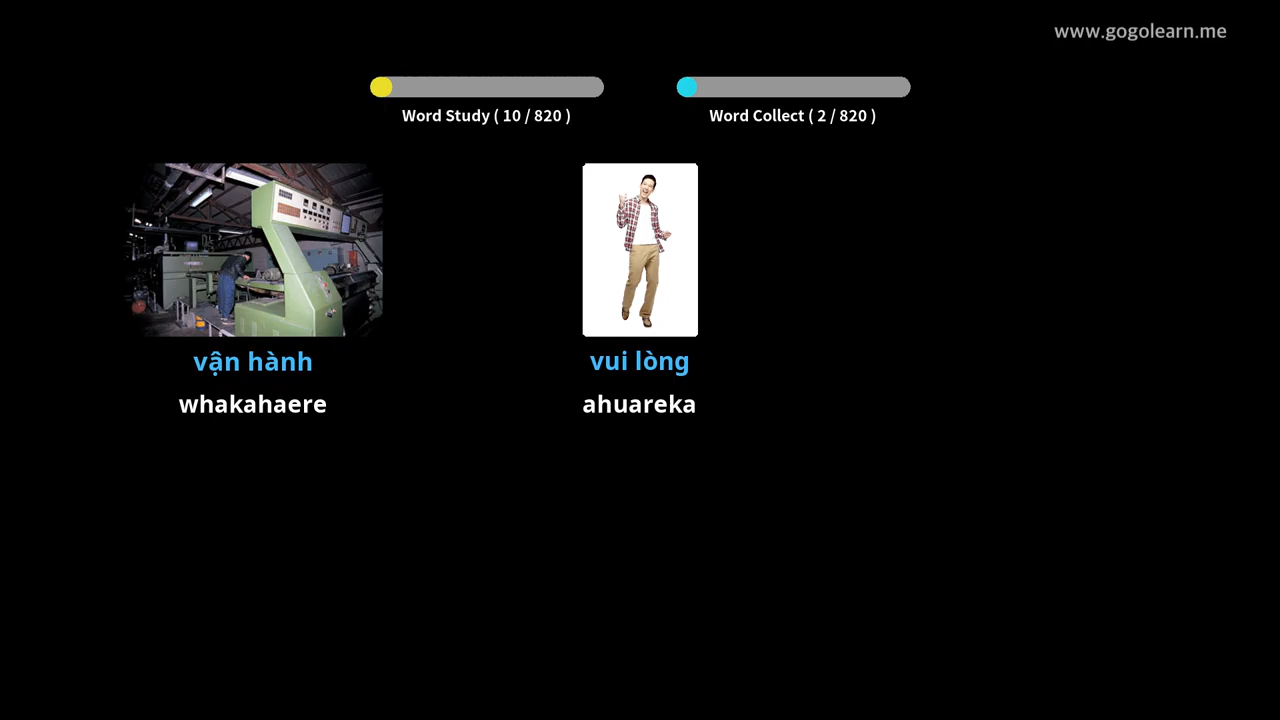 www.gogolearn.me
Word Study ( 10 / 820 )
Word Collect ( 2 / 820 )
vận hành
whakahaere
vui lòng
ahuareka